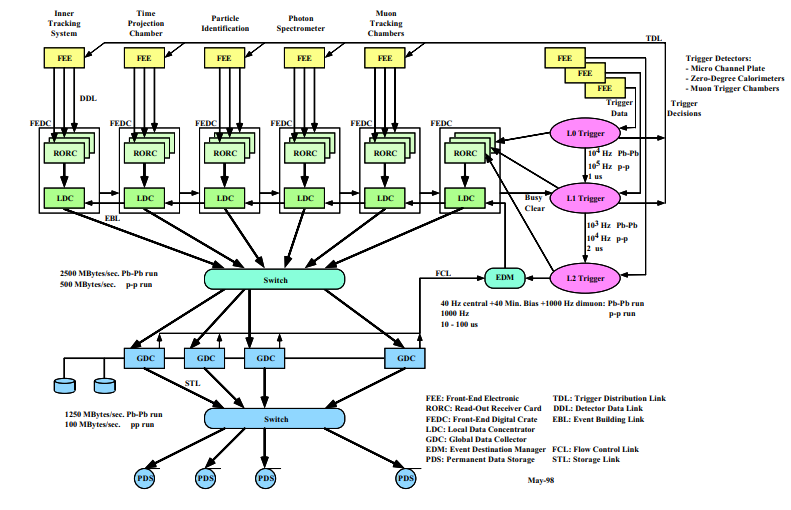 Inner
Tracking
System
Time
Projection
Chamber
Particle
Identification
Photon
Spectrometer
Muon
Tracking
Chambers
TDL
FEE
FEE
FEE
FEE
FEE
FEE
FEE
FEE
Trigger Detectors:
- Micro Channel Plate
- Zero-Degree Calorimeters
- Muon Trigger Chambers
DDL
Trigger
Data
Trigger
Decisions
FEDC
FEDC
FEDC
FEDC
FEDC
FEDC
L0 Trigger
RORC
RORC
RORC
RORC
RORC
RORC
10^4 Hz Pb-Pb
10^5 Hz p-p
1 us
LDC
LDC
LDC
LDC
LDC
LDC
Busy
Clear
L1 Trigger
EBL
10^3 Hz Pb-Pb
10^4 Hz p-p
2 us
2500 MBytes/sec. Pb-Pb run
500 MBytes/sec. p-p run
Switch
FCL
EDM
L2 Trigger
40 Hz central +40 Min. Bias +1000 Hz dimuon: Pb-Pb run
1000 Hz p-p run
10 - 100 us
GDC
GDC
GDC
GDC
STL
1250 MBytes/sec. Pb-Pb run
100 MBytes/sec. pp run
Switch
FEE: Front-End Electronic TDL: Trigger Distribution Link
RORC: Read-Out Receiver Card DDL: Detector Data Link
FEDC: Front-End Digital Crate EBL: Event Building Link
LDC: Local Data Concentrator
GDC: Global Data Collector
EDM: Event Destination Manager FCL: Flow Control Link
PDS: Permanent Data Storage STL: Storage Link
PDS
PDS
PDS
PDS
May-98